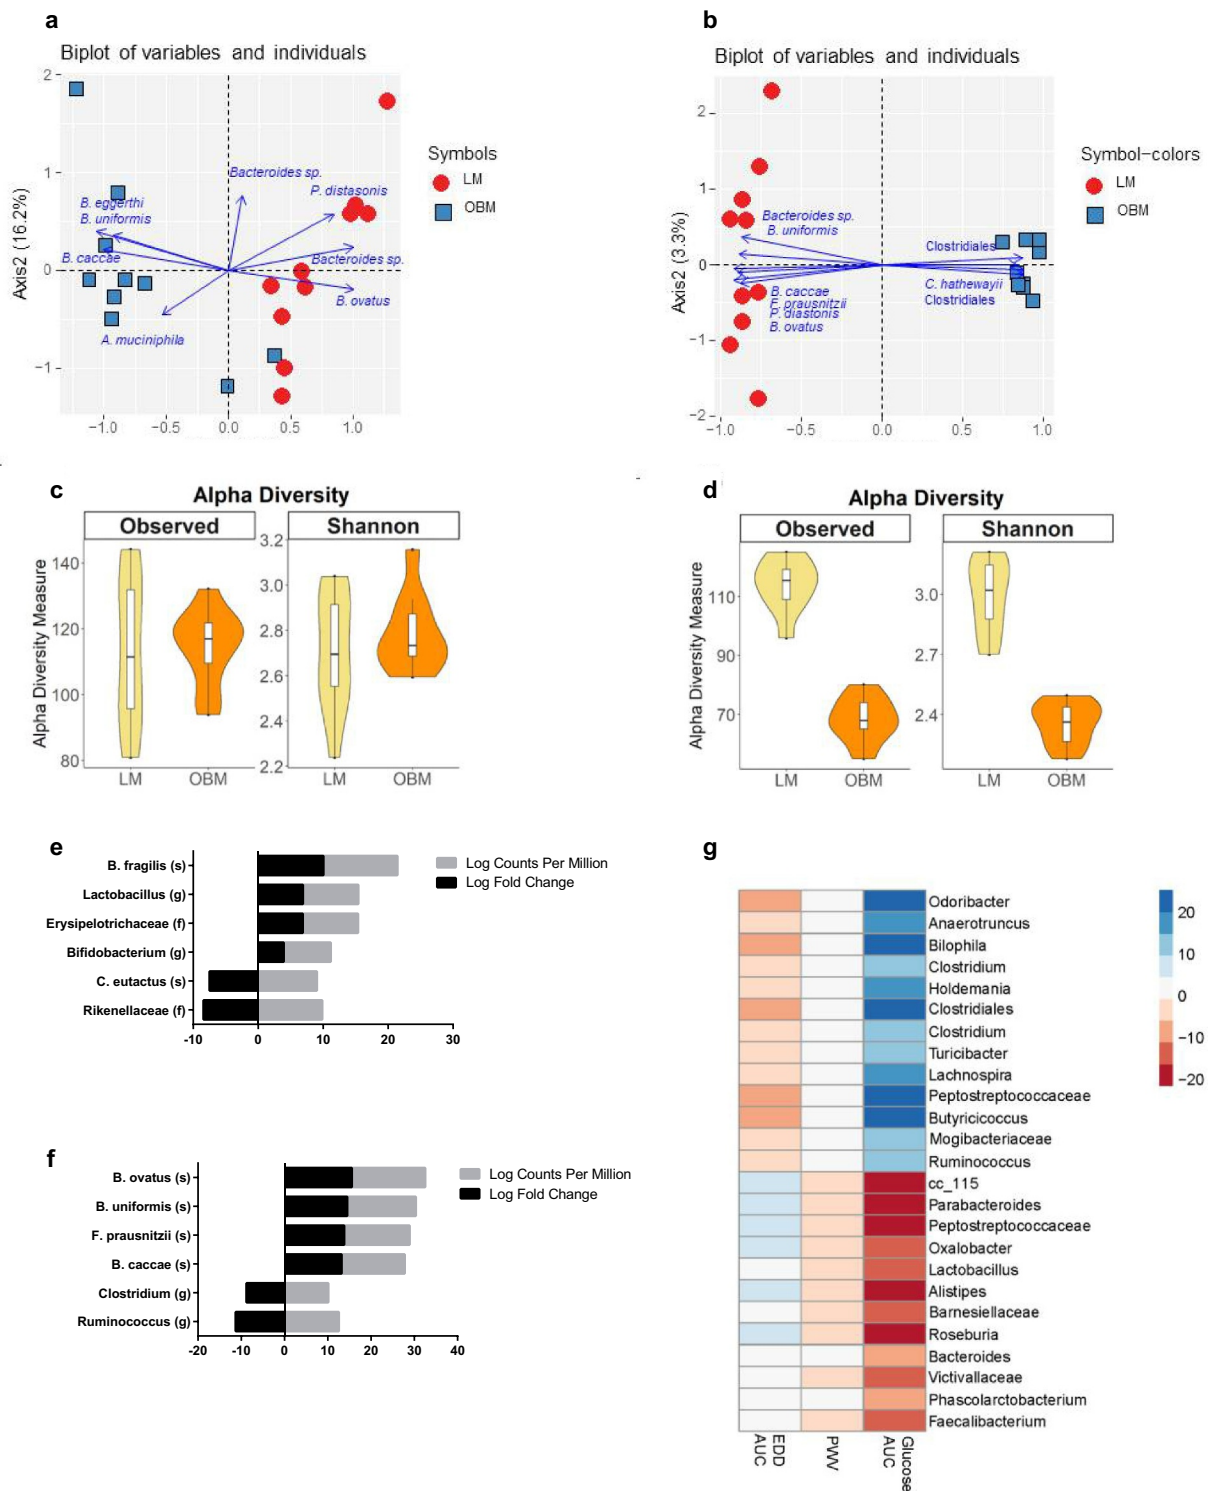 a
Biplot of variables and individuals
2
1
0
−1
Axis2 (16.2%)
−1.0
−0.5
0.0
0.5
1.0
Bacteroides sp.
P. distasonis
B. eggerthi
B. uniformis
B. caccae
Bacteroides sp.
B. ovatus
A. muciniphila
Symbols
LM
OBM
b
Biplot of variables and individuals
2
1
0
−1
−2
Axis2 (3.3%)
−1.0
−0.5
0.0
0.5
1.0
Bacteroides sp.
B. uniformis
Clostridiales
B. caccae
F. prausnitzii
P. diastonis
B. ovatus
C. hathewayii
Clostridiales
Symbol−colors
LM
OBM
c
Alpha Diversity
Observed
Shannon
Alpha Diversity Measure
140
120
100
80
3.2
3.0
2.8
2.6
2.4
2.2
LM
OBM
LM
OBM
d
Alpha Diversity
Observed
Shannon
Alpha Diversity Measure
110
90
70
3.0
2.7
2.4
LM
OBM
LM
OBM
e
B. fragilis (s)
Lactobacillus (g)
Erysipelotrichaceae (f)
Bifidobacterium (g)
C. eutactus (s)
Rikenellaceae (f)
-10
0
10
20
30
Log Counts Per Million
Log Fold Change
f
B. ovatus (s)
B. uniformis (s)
F. prausnitzii (s)
B. caccae (s)
Clostridium (g)
Ruminococcus (g)
-20
-10
0
10
20
30
40
Log Counts Per Million
Log Fold Change
g
Odoribacter
Anaerotruncus
Bilophila
Clostridium
Holdemania
Clostridiales
Clostridium
Turicibacter
Lachnospira
Peptostreptococcaceae
Butyricicoccus
Mogibacteriaceae
Ruminococcus
cc_115
Parabacteroides
Peptostreptococcaceae
Oxalobacter
Lactobacillus
Alistipes
Barnesiellaceae
Roseburia
Bacteroides
Victivallaceae
Phascolarctobacterium
Faecalibacterium
EDD
AUC
PWV
Glucose
AUC
20
10
0
−10
−20